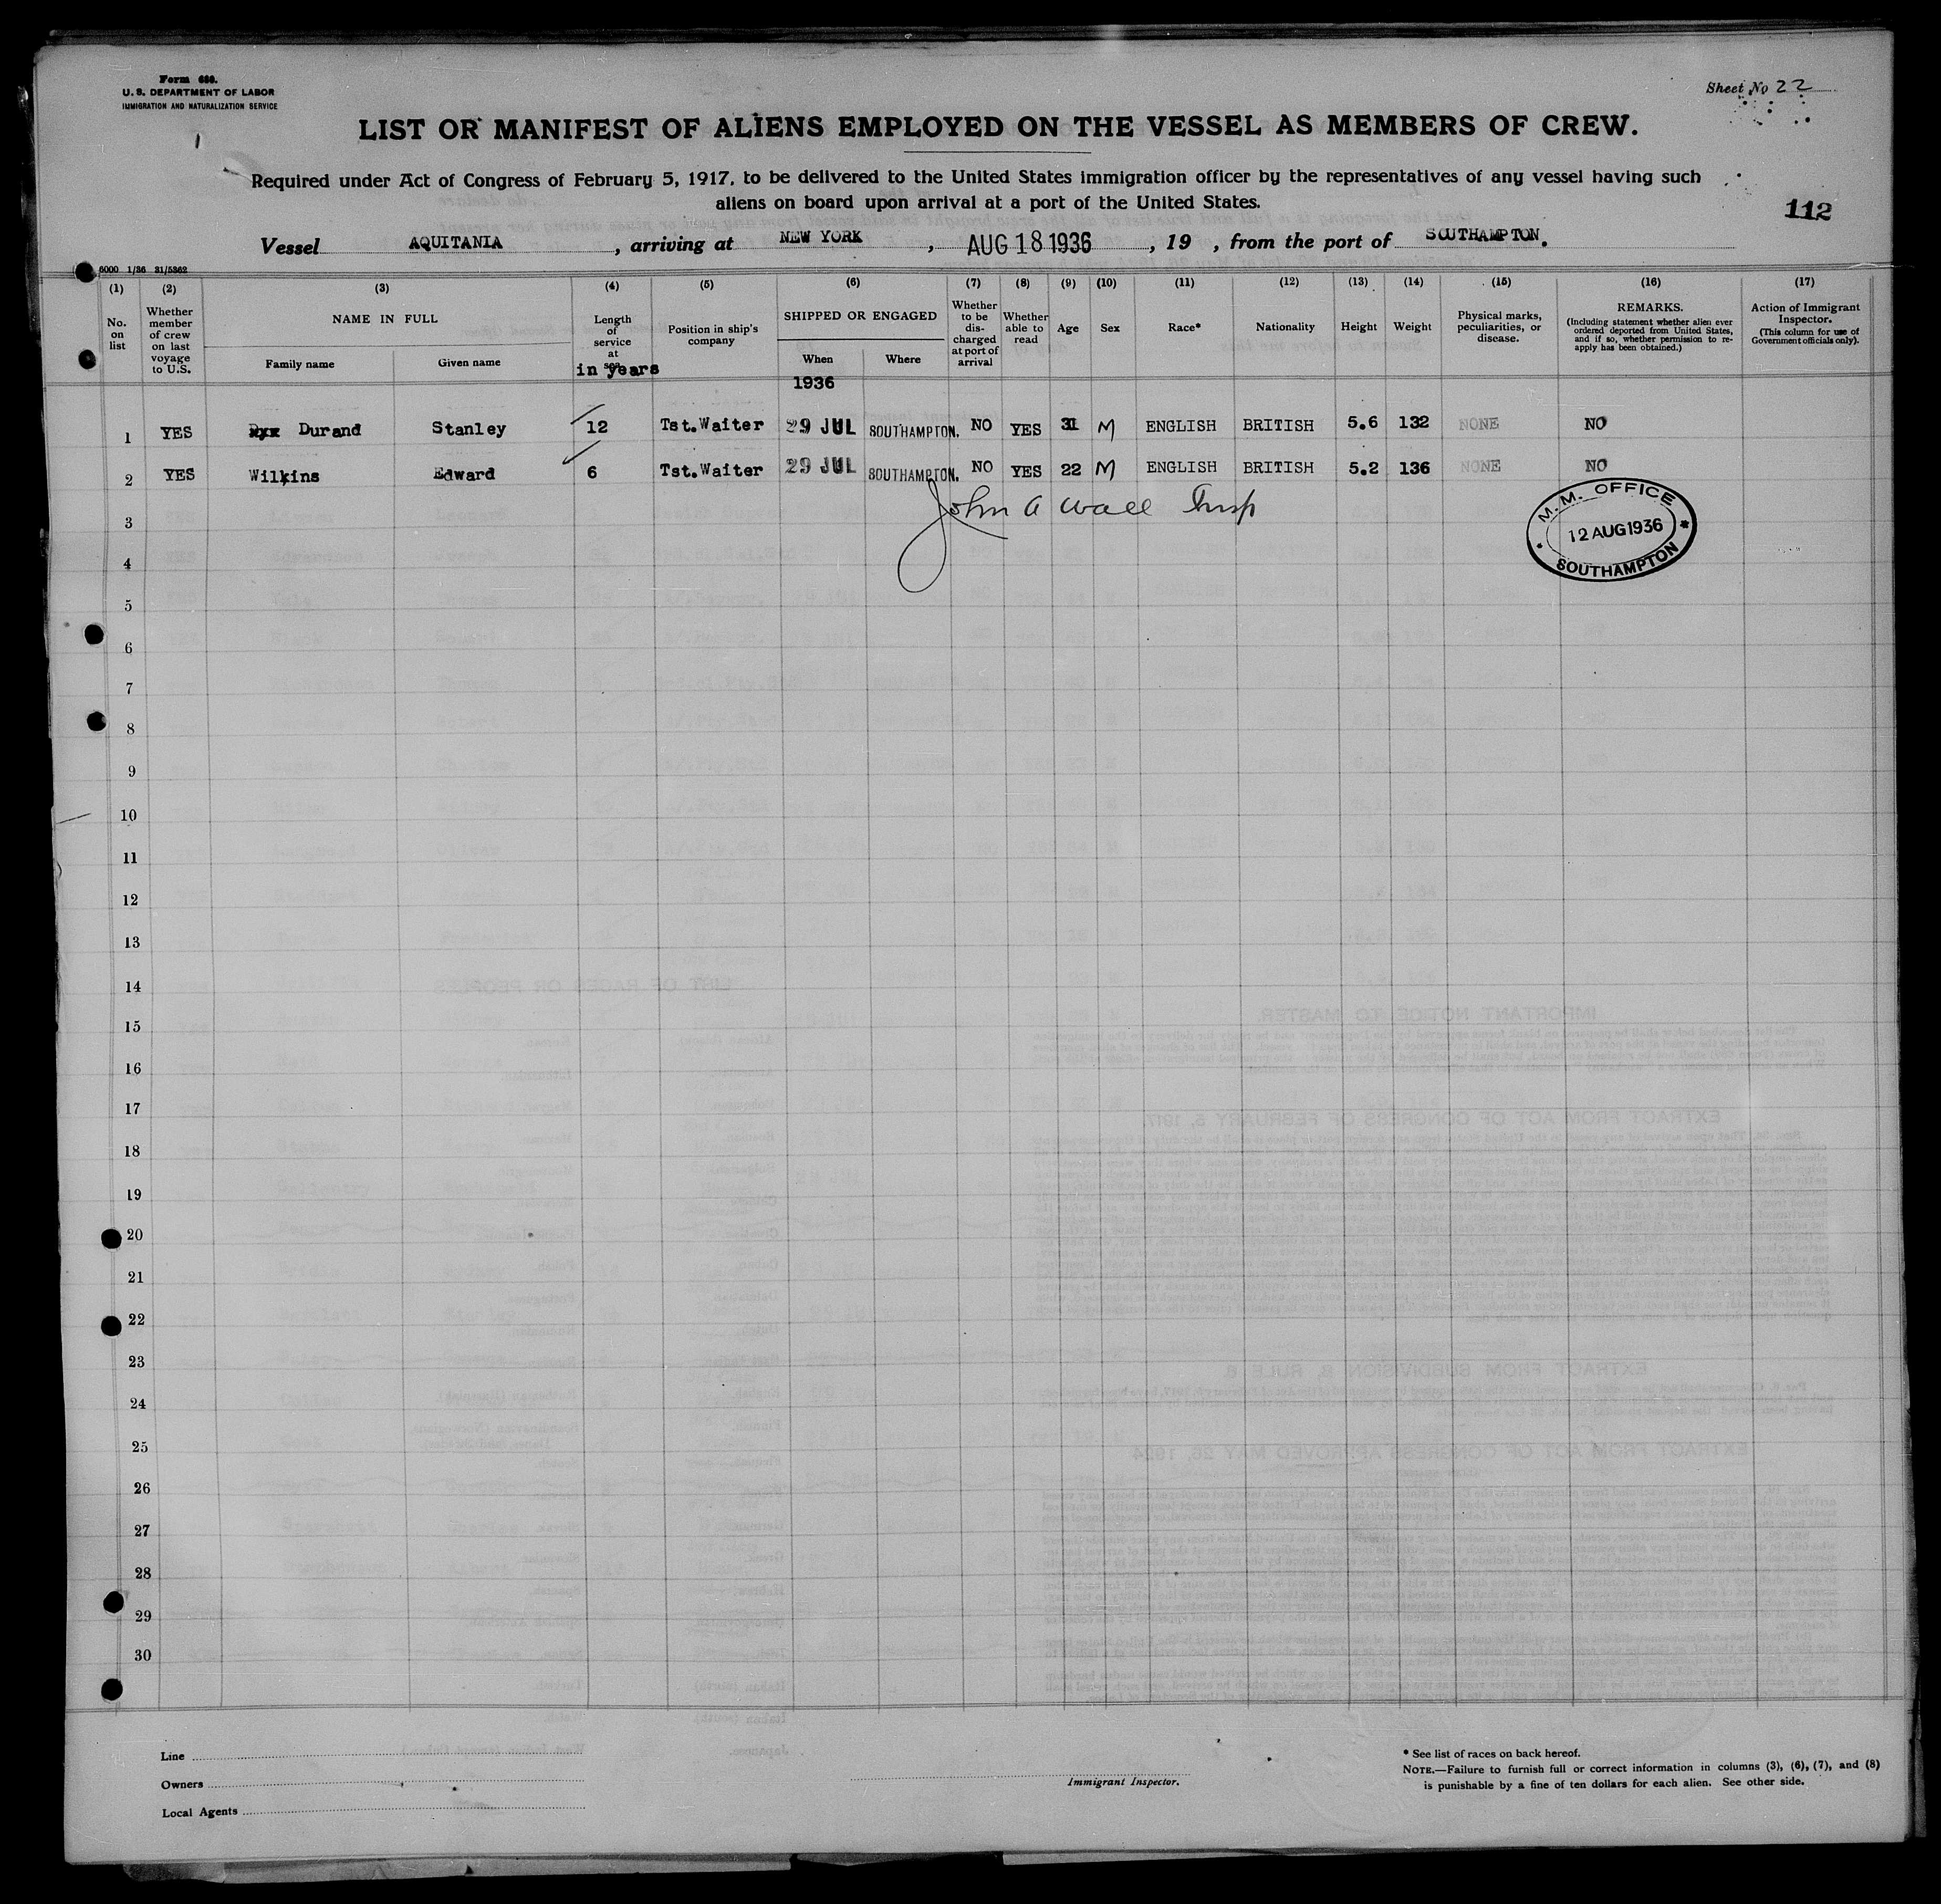 Form 680.
U. S. DEPARTMENT OF LABOR
IMMIGRATION AND NATURALIZATION SERVICE
Sheet No 22
LIST OR MANIFEST OF ALIENS EMPLOYED ON THE VESSEL AS MEMBERS OF CREW.
Required under Act of Congress of February 5, 1917, to be delivered to the United States immigration officer by the representatives of any vessel having such
aliens on board upon arrival at a port of the United States.
112
Vessel AQUITANIA, arriving at NEW YORK, AUG 18 1936, 19 , from the port of SOUTHAMPTON.
6000 1/36 31/5362
(1) (2) (3) (4) (5) (6) (7) (8) (9) (10) (11) (12) (13) (14) (15) (16) (17)
No. on list
Whether member of crew on last voyage to U.S.
NAME IN FULL
Family name
Given name
Length of service at sea
in years
Position in ship's company
SHIPPED OR ENGAGED
When
Where
1936
Whether to be discharged at port of arrival
Whether able to read
Age
Sex
Race*
Nationality
Height
Weight
Physical marks, peculiarities, or disease.
REMARKS.
(Including statement whether alien ever ordered deported from United States, and if so, whether permission to re-apply has been obtained.)
Action of Immigrant Inspector.
(This column for use of Government officials only).
1 YES Durand Stanley 12 Tst.Waiter 29 JUL SOUTHAMPTON. NO YES 31 M ENGLISH BRITISH 5.6 132 NONE NO
2 YES Wilkins Edward 6 Tst.Waiter 29 JUL SOUTHAMPTON. NO YES 22 M ENGLISH BRITISH 5.2 136 NONE NO
John A Wall Insp
M.M. OFFICE
12 AUG 1936
SOUTHAMPTON
3
4
5
6
7
8
9
10
11
12
13
14
15
16
17
18
19
20
21
22
23
24
25
26
27
28
29
30
Line
Owners
Local Agents
Immigrant Inspector.
* See list of races on back hereof.
NOTE.—Failure to furnish full or correct information in columns (3), (6), (7), and (8)
is punishable by a fine of ten dollars for each alien. See other side.